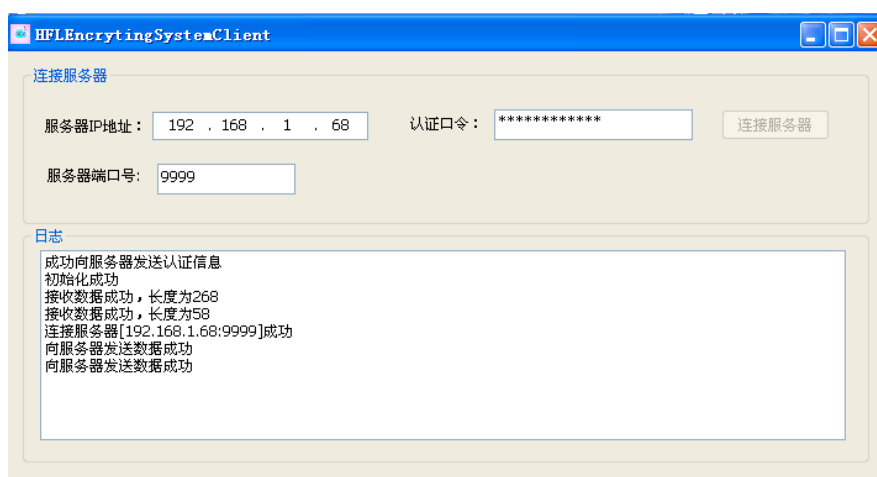 HFLEncrytingSystemClient
连接服务器
服务器IP地址： 192 . 168 . 1 . 68 认证口令： ************ 连接服务器
服务器端口号: 9999
日志
成功向服务器发送认证信息
初始化成功
接收数据成功，长度为268
接收数据成功，长度为58
连接服务器[192.168.1.68:9999]成功
向服务器发送数据成功
向服务器发送数据成功